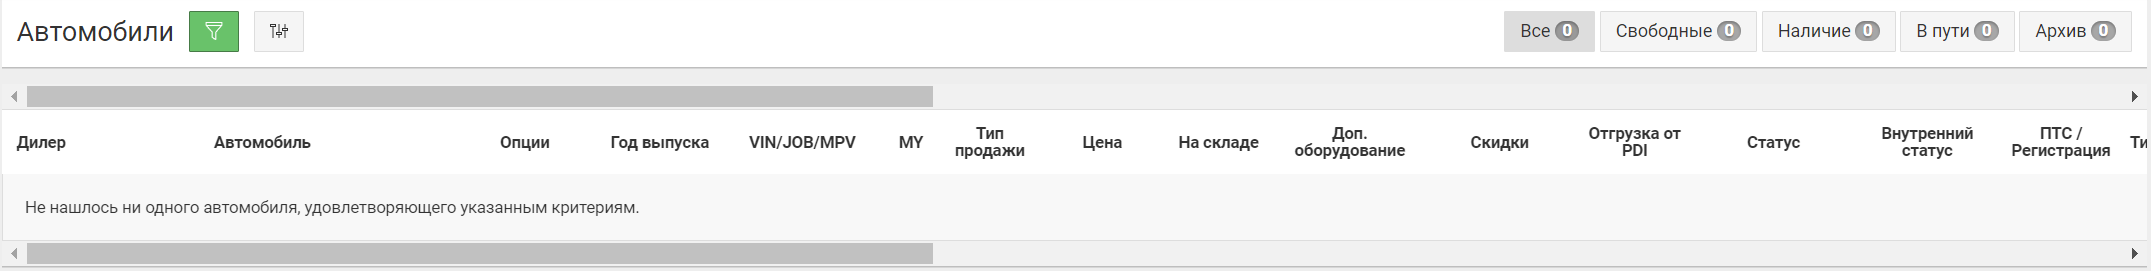 Автомобили
Все 0 Свободные 0 Наличие 0 В пути 0 Архив 0
Дилер Автомобиль Опции Год выпуска VIN/JOB/MPV MY Тип продажи Цена На складе Доп. оборудование Скидки Отгрузка от PDI Статус Внутренний статус ПТС / Регистрация Ти
Не нашлось ни одного автомобиля, удовлетворяющего указанным критериям.